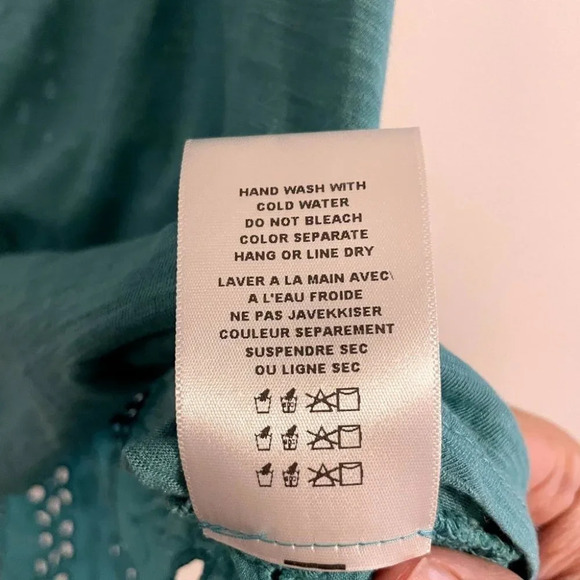 HAND WASH WITH
COLD WATER
DO NOT BLEACH
COLOR SEPARATE
HANG OR LINE DRY
LAVER A LA MAIN AVEC
A L'EAU FROIDE
NE PAS JAVEKKISER
COULEUR SEPAREMENT
SUSPENDRE SEC
OU LIGNE SEC